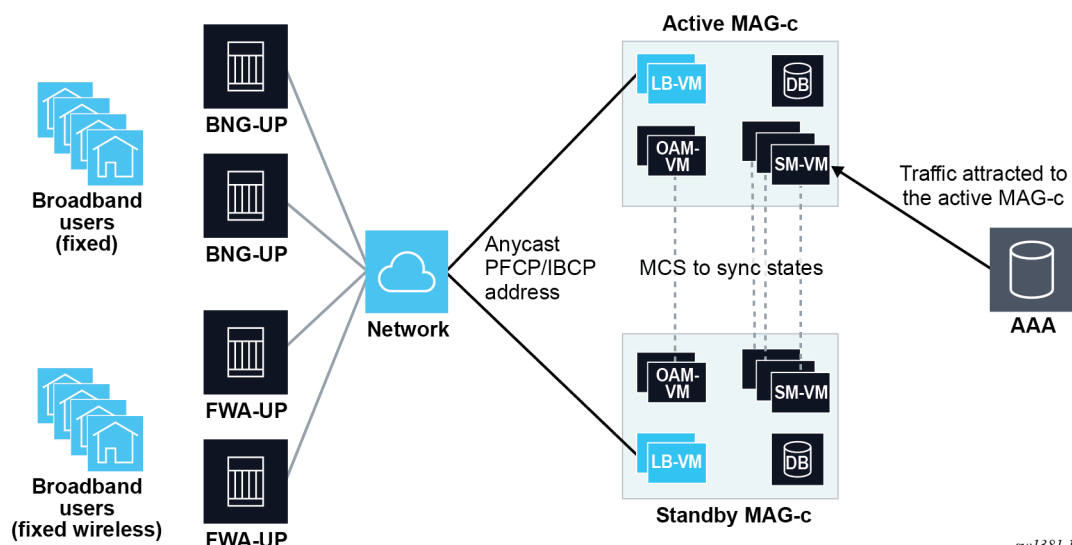 Active MAG-c
LB-VM
DB
OAM-
VM
SM-VM
BNG-UP
Broadband
users
(fixed)
BNG-UP
Traffic attracted to
the active MAG-c
Anycast
PFCP/IBCP
address
MCS to sync states
Network
AAA
OAM-
VM
SM-VM
FWA-UP
LB-VM
DB
Broadband
users
(fixed wireless)
Standby MAG-c
FWA-UP